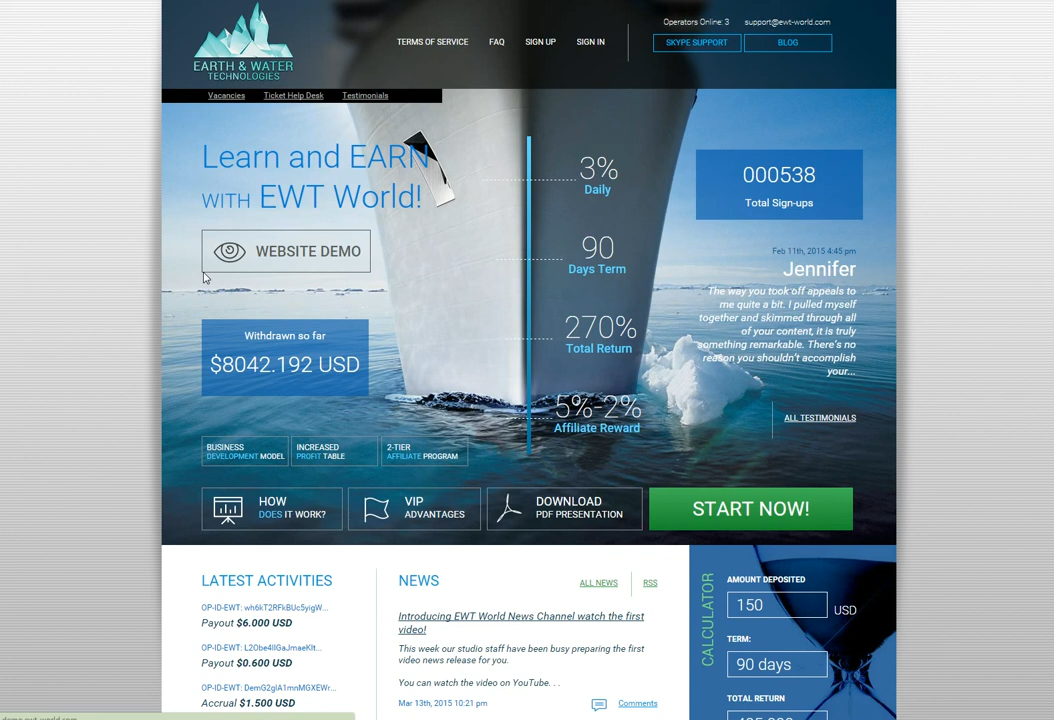 EARTH & WATER
TECHNOLOGIES
TERMS OF SERVICE
FAQ
SIGN UP
SIGN IN
Operators Online: 3
support@ewt-world.com
SKYPE SUPPORT
BLOG
Vacancies
Ticket Help Desk
Testimonials
Learn and EARN
WITH EWT World!
WEBSITE DEMO
Withdrawn so far
$8042.192 USD
3%
Daily
90
Days Term
270%
Total Return
5%-2%
Affiliate Reward
000538
Total Sign-ups
Feb 11th, 2015 4:45 pm
Jennifer
The way you took off appeals to
me quite a bit. I pulled myself
together and skimmed through all
of your content, it is truly
something remarkable. There's no
reason you shouldn't accomplish
your...
ALL TESTIMONIALS
BUSINESS
DEVELOPMENT MODEL
INCREASED
PROFIT TABLE
2-TIER
AFFILIATE PROGRAM
HOW
DOES IT WORK?
VIP
ADVANTAGES
DOWNLOAD
PDF PRESENTATION
START NOW!
LATEST ACTIVITIES
OP-ID-EWT: wh6kT2RFkBUc5yigW...
Payout $6.000 USD
OP-ID-EWT: L2Obe4IIGaJmaeKlt...
Payout $0.600 USD
OP-ID-EWT: DemG2glA1mnMGXEWr...
Accrual $1.500 USD
NEWS
ALL NEWS
RSS
Introducing EWT World News Channel watch the first
video!
This week our studio staff have been busy preparing the first
video news release for you.
You can watch the video on YouTube. . .
Mar 13th, 2015 10:21 pm
Comments
CALCULATOR
AMOUNT DEPOSITED
150
USD
TERM:
90 days
TOTAL RETURN